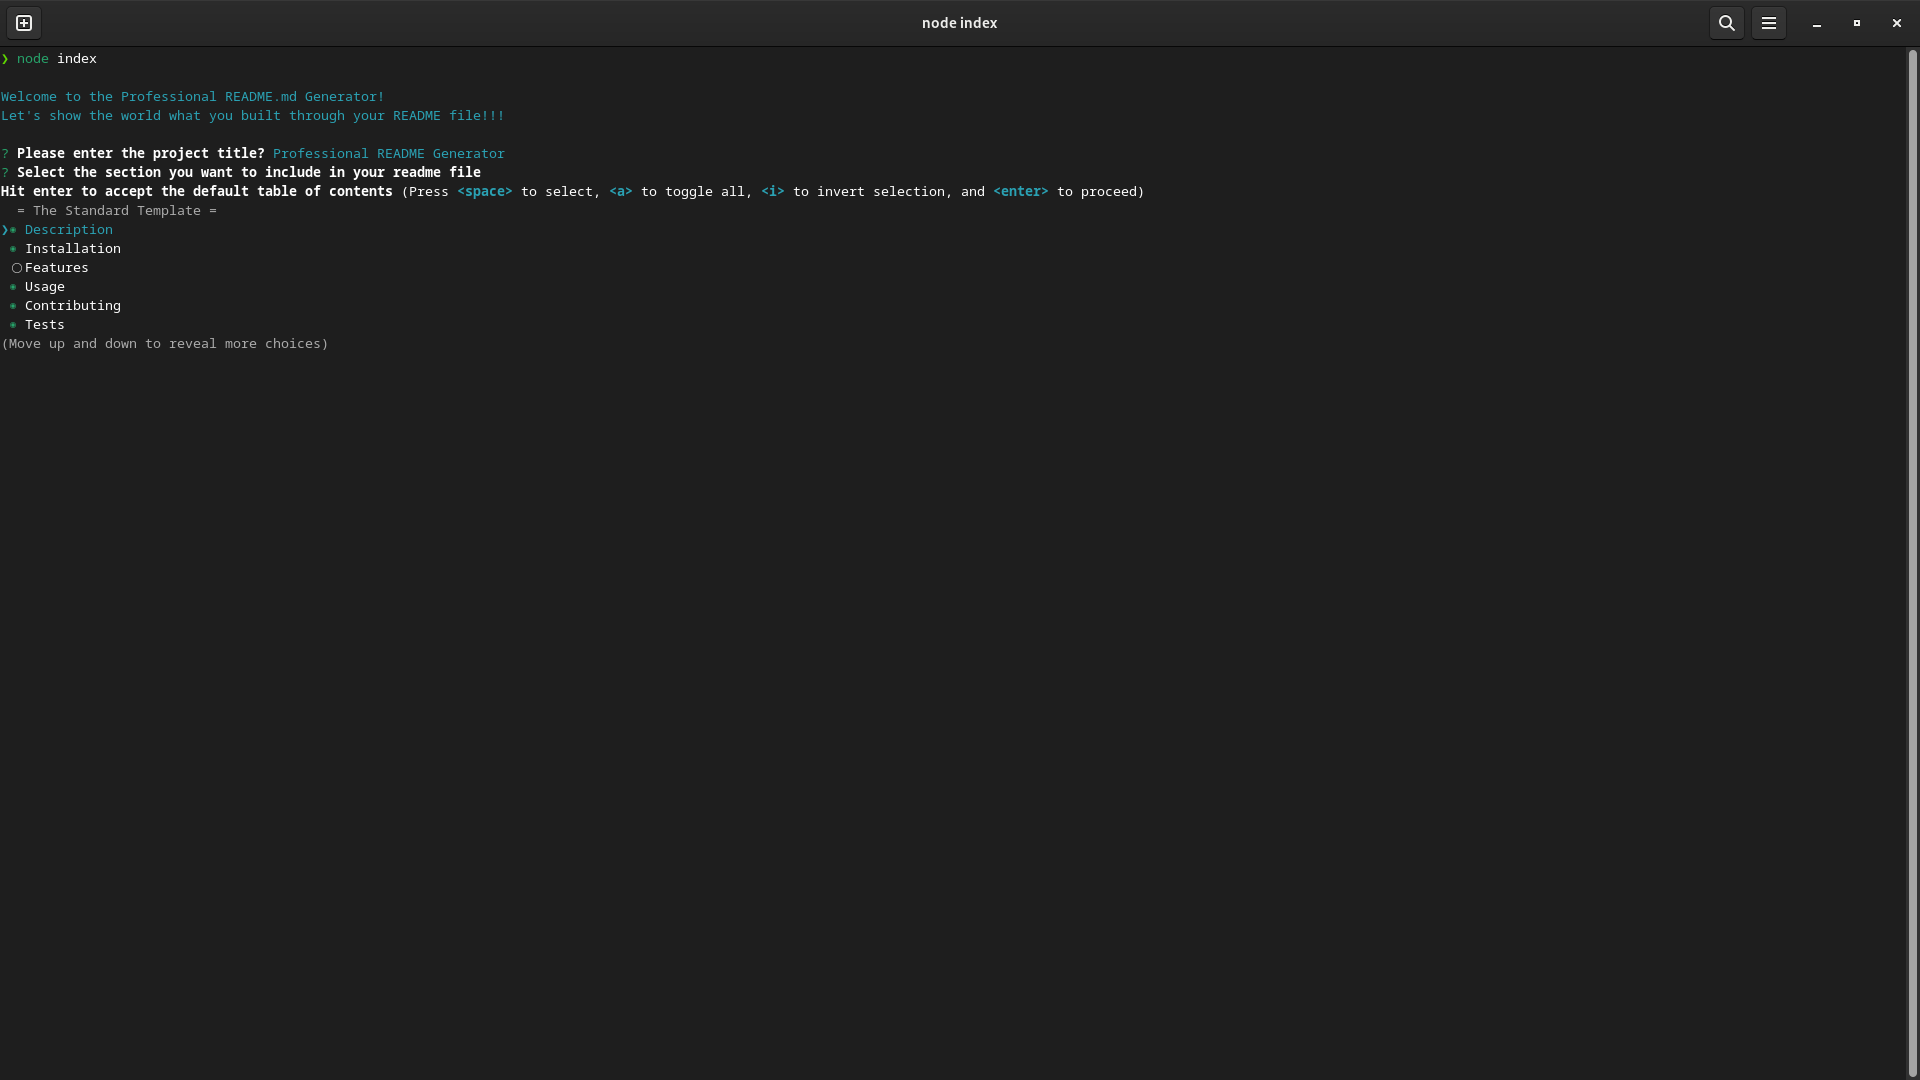 node index
❯ node index
Welcome to the Professional README.md Generator!
Let's show the world what you built through your README file!!!
? Please enter the project title? Professional README Generator
? Select the section you want to include in your readme file
Hit enter to accept the default table of contents (Press <space> to select, <a> to toggle all, <i> to invert selection, and <enter> to proceed)
= The Standard Template =
❯◉ Description
◉ Installation
◯ Features
◉ Usage
◉ Contributing
◉ Tests
(Move up and down to reveal more choices)